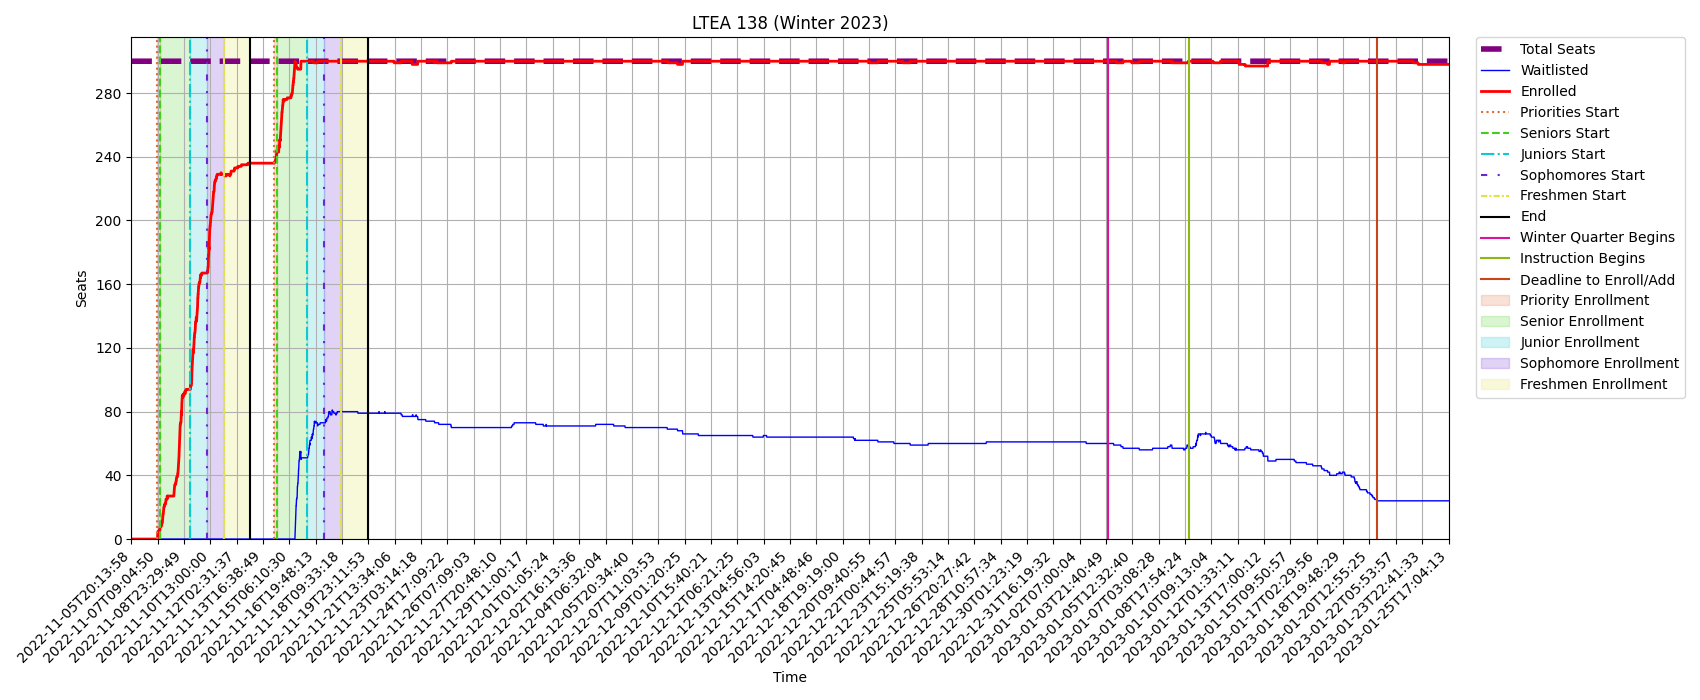 LTEA 138 (Winter 2023)
Seats
280
240
200
160
120
80
40
0
2022-11-05T20:13:58
2022-11-07T09:04:50
2022-11-08T23:29:49
2022-11-10T13:00:00
2022-11-12T02:31:37
2022-11-13T16:38:49
2022-11-15T06:10:30
2022-11-16T19:48:13
2022-11-18T09:33:18
2022-11-19T23:11:53
2022-11-21T13:34:06
2022-11-23T03:14:18
2022-11-24T17:09:22
2022-11-26T07:09:03
2022-11-27T20:48:10
2022-11-29T11:00:17
2022-12-01T01:05:24
2022-12-02T16:13:36
2022-12-04T06:32:04
2022-12-05T20:34:40
2022-12-07T11:03:53
2022-12-09T01:20:25
2022-12-10T15:40:21
2022-12-12T06:21:25
2022-12-13T04:56:03
2022-12-15T14:20:45
2022-12-17T04:48:46
2022-12-18T19:19:00
2022-12-20T09:40:55
2022-12-22T00:44:57
2022-12-23T15:19:38
2022-12-25T05:53:14
2022-12-26T20:27:42
2022-12-28T10:57:34
2022-12-30T01:23:19
2022-12-31T16:19:32
2023-01-02T07:00:04
2023-01-03T21:40:49
2023-01-05T12:32:40
2023-01-07T03:08:28
2023-01-08T17:54:24
2023-01-10T09:13:04
2023-01-12T01:33:11
2023-01-13T17:00:12
2023-01-15T09:50:57
2023-01-17T02:29:56
2023-01-18T19:48:29
2023-01-20T12:55:25
2023-01-22T05:53:57
2023-01-23T22:41:33
2023-01-25T17:04:13
Time
Total Seats
Waitlisted
Enrolled
Priorities Start
Seniors Start
Juniors Start
Sophomores Start
Freshmen Start
End
Winter Quarter Begins
Instruction Begins
Deadline to Enroll/Add
Priority Enrollment
Senior Enrollment
Junior Enrollment
Sophomore Enrollment
Freshmen Enrollment